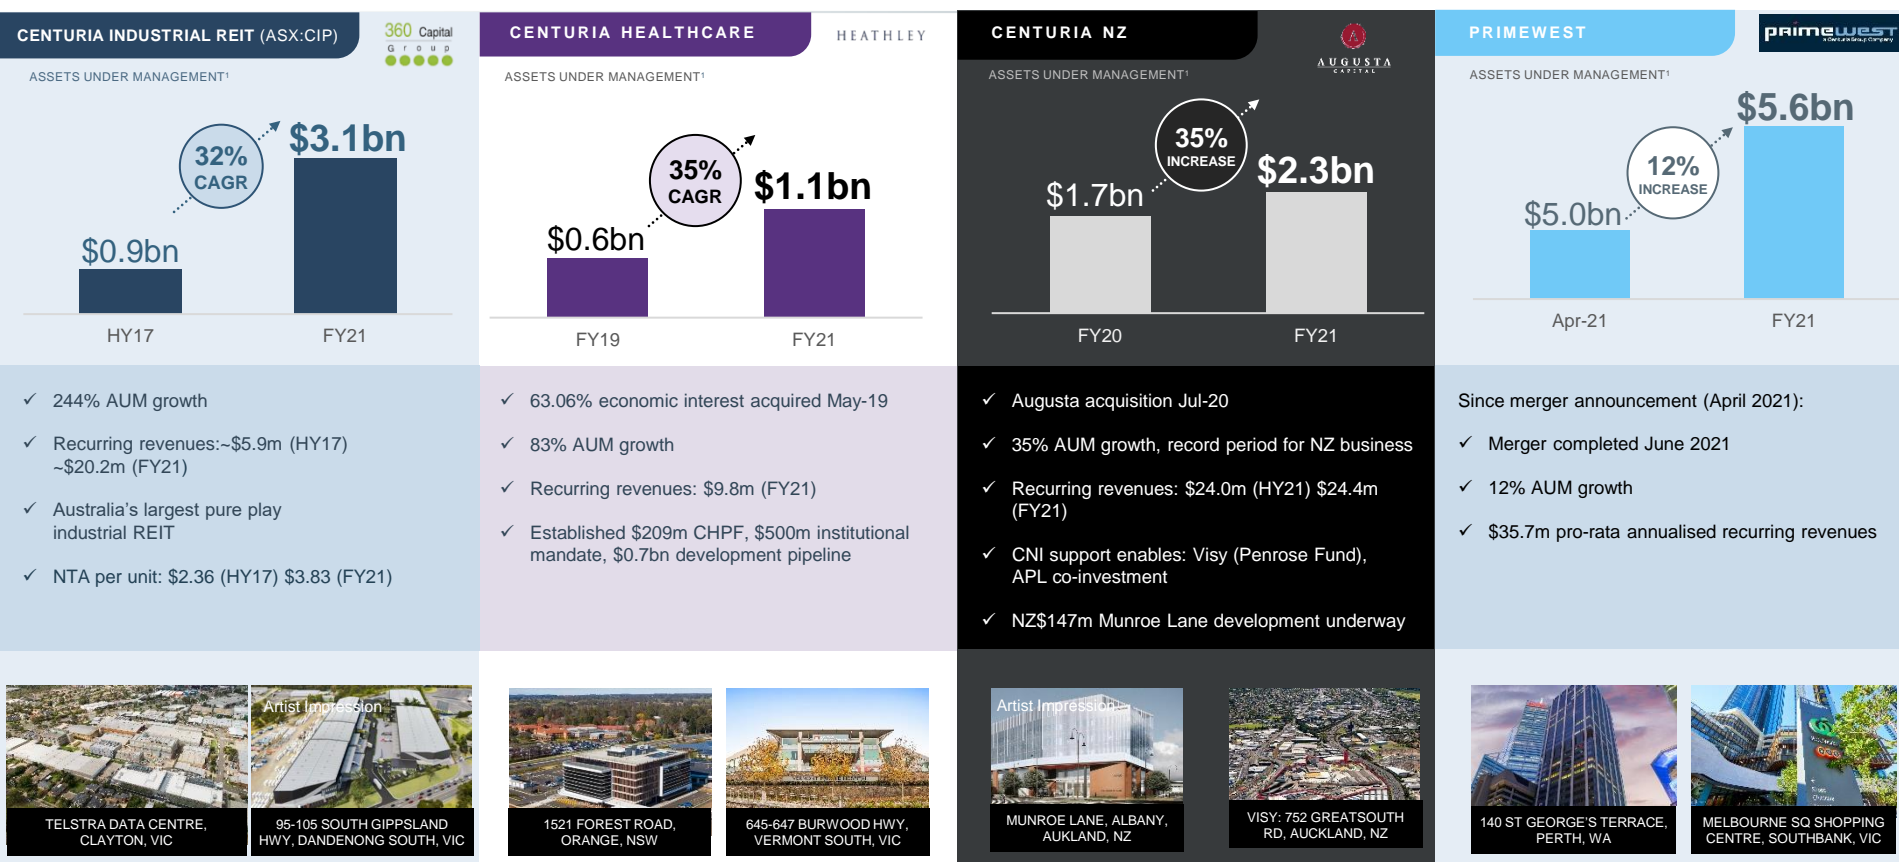 CENTURIA INDUSTRIAL REIT (ASX:CIP)
360 Capital
Group
ASSETS UNDER MANAGEMENT¹
32%
CAGR
$3.1bn
$0.9bn
HY17
FY21
✓ 244% AUM growth
✓ Recurring revenues:~$5.9m (HY17)
~$20.2m (FY21)
✓ Australia's largest pure play
industrial REIT
✓ NTA per unit: $2.36 (HY17) $3.83 (FY21)
Artist Impression
TELSTRA DATA CENTRE,
CLAYTON, VIC
95-105 SOUTH GIPPSLAND
HWY, DANDENONG SOUTH, VIC
CENTURIA HEALTHCARE
HEATHLEY
ASSETS UNDER MANAGEMENT¹
35%
CAGR
$1.1bn
$0.6bn
FY19
FY21
✓ 63.06% economic interest acquired May-19
✓ 83% AUM growth
✓ Recurring revenues: $9.8m (FY21)
✓ Established $209m CHPF, $500m institutional
mandate, $0.7bn development pipeline
1521 FOREST ROAD,
ORANGE, NSW
645-647 BURWOOD HWY,
VERMONT SOUTH, VIC
CENTURIA NZ
AUGUSTA
CAPITAL
ASSETS UNDER MANAGEMENT¹
35%
INCREASE
$2.3bn
$1.7bn
FY20
FY21
✓ Augusta acquisition Jul-20
✓ 35% AUM growth, record period for NZ business
✓ Recurring revenues: $24.0m (HY21) $24.4m
(FY21)
✓ CNI support enables: Visy (Penrose Fund),
APL co-investment
✓ NZ$147m Munroe Lane development underway
Artist Impression
MUNROE LANE, ALBANY,
AUKLAND, NZ
VISY: 752 GREATSOUTH
RD, AUCKLAND, NZ
PRIMEWEST
primewest
a Centuria Group Company
ASSETS UNDER MANAGEMENT¹
$5.6bn
12%
INCREASE
$5.0bn
Apr-21
FY21
Since merger announcement (April 2021):
✓ Merger completed June 2021
✓ 12% AUM growth
✓ $35.7m pro-rata annualised recurring revenues
140 ST GEORGE'S TERRACE,
PERTH, WA
MELBOURNE SQ SHOPPING
CENTRE, SOUTHBANK, VIC